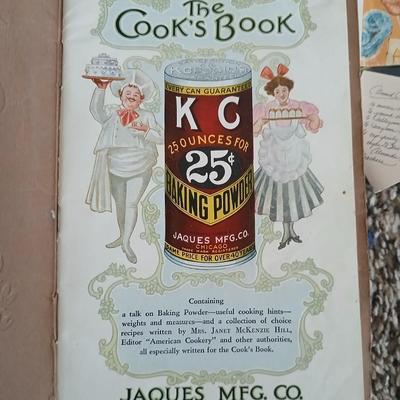 The
COOK'S BOOK
EVERY CAN GUARANTEED
K C
25 OUNCES FOR
25¢
BAKING POWDER
JAQUES MFG. CO.
CHICAGO
TRADE MARK REGISTERED
SAME PRICE FOR OVER 40 YEARS
Containing
a talk on Baking Powder—useful cooking hints—
weights and measures—and a collection of choice
recipes written by MRS. JANET MCKENZIE HILL,
Editor "American Cookery" and other authorities,
all especially written for the Cook's Book.
JAQUES MFG. CO.